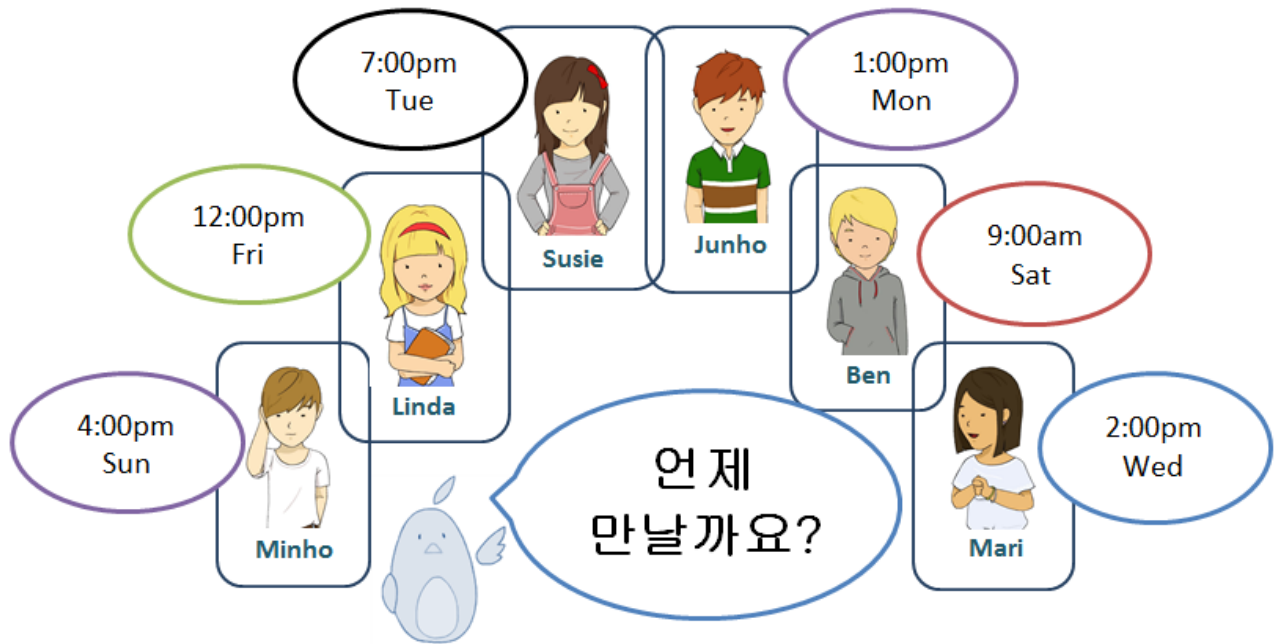 7:00pm
Tue
1:00pm
Mon
12:00pm
Fri
Susie
Junho
9:00am
Sat
4:00pm
Sun
Linda
Ben
2:00pm
Wed
Minho
언제
만날까요?
Mari